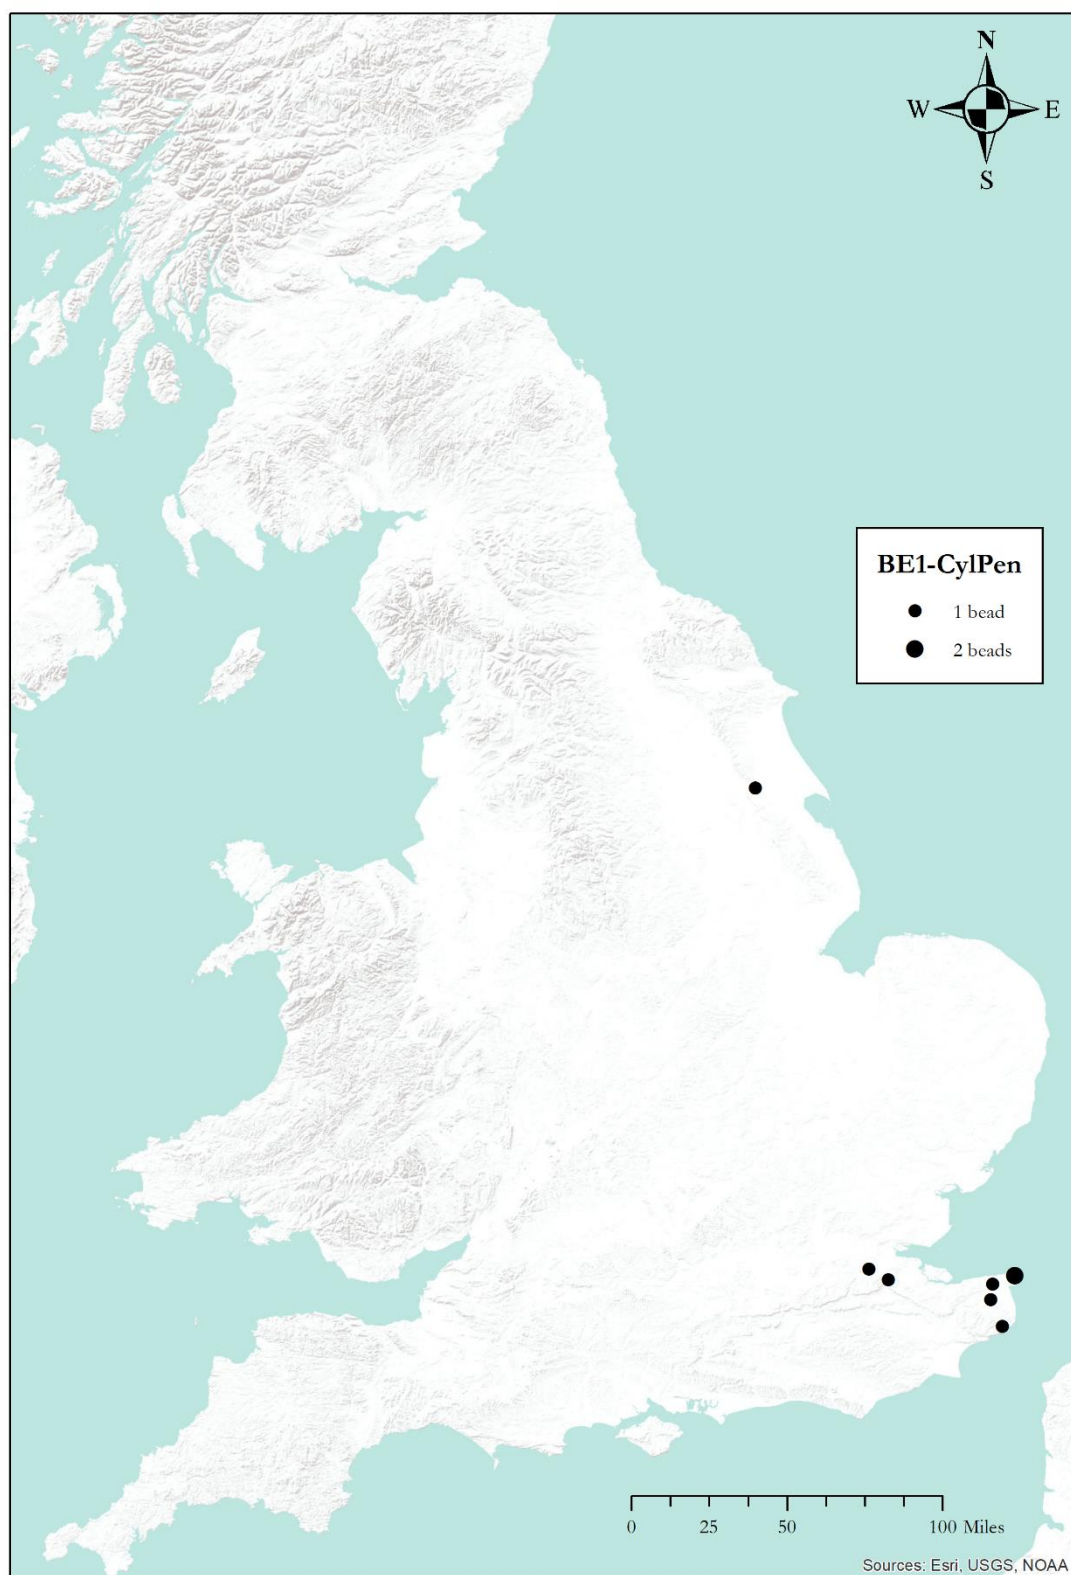 N
W E
S
BE1-CylPen
1 bead
2 beads
0 25 50 100 Miles
Sources: Esri, USGS, NOAA